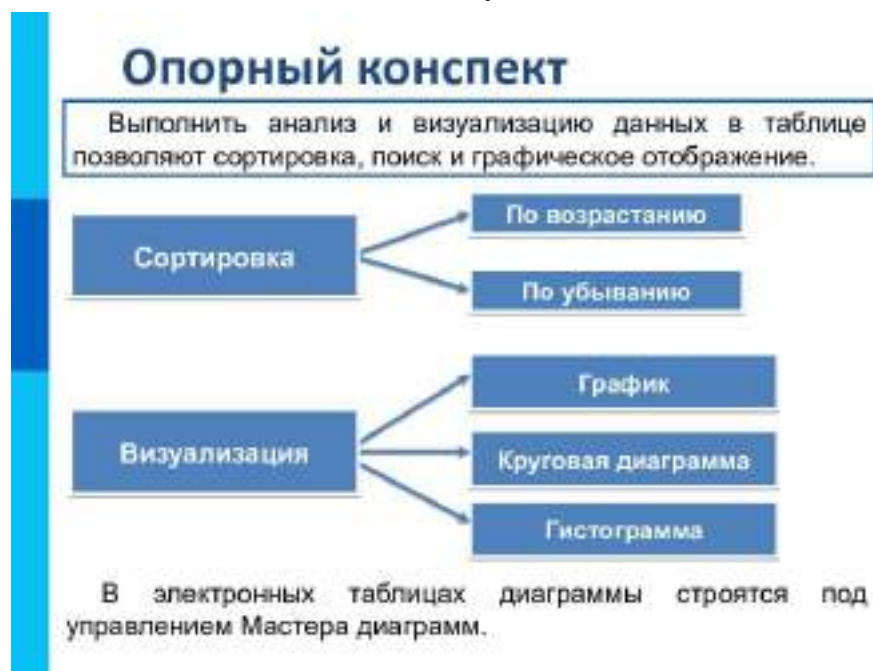 Опорный конспект
Выполнить анализ и визуализацию данных в таблице
позволяют сортировка, поиск и графическое отображение.
Сортировка
По возрастанию
По убыванию
Визуализация
График
Круговая диаграмма
Гистограмма
В электронных таблицах диаграммы строятся под
управлением Мастера диаграмм.